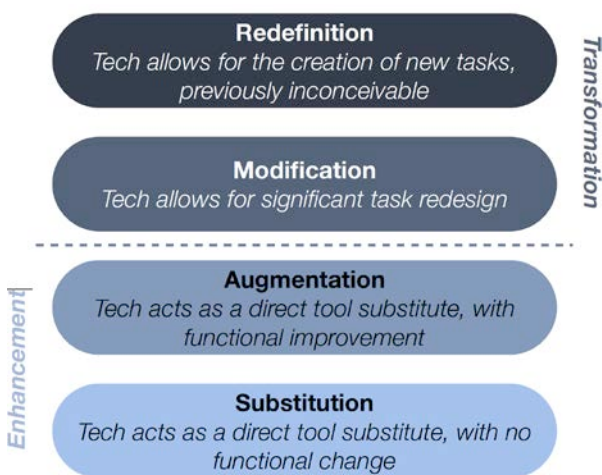 Redefinition
Tech allows for the creation of new tasks,
previously inconceivable
Transformation
Modification
Tech allows for significant task redesign
Augmentation
Tech acts as a direct tool substitute, with
functional improvement
Enhancement
Substitution
Tech acts as a direct tool substitute, with no
functional change